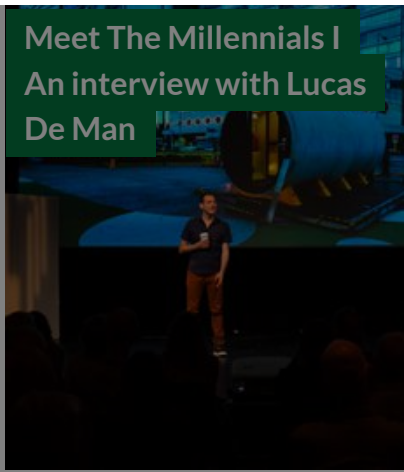 Meet The Millennials I
An interview with Lucas
De Man